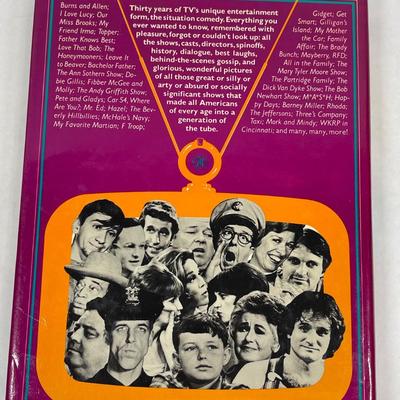 Burns and Allen;
I Love Lucy; Our
Miss Brooks; My
Friend Irma; Topper;
Father Knows Best;
Love That Bob; The
Honeymooners; Leave It
to Beaver; Bachelor Father;
The Ann Sothern Show; Do-
bie Gillis; Fibber McGee and
Molly; The Andy Griffith Show;
Pete and Gladys; Car 54, Where
Are You?; Mr. Ed; Hazel; The Bev-
erly Hillbillies; McHale's Navy;
My Favorite Martian; F Troop;
Thirty years of TV's unique entertainment
form, the situation comedy. Everything you
ever wanted to know, remembered with
pleasure, forgot or couldn't look up: all
the shows, casts, directors, spinoffs,
history, dialogue, best laughs,
behind-the-scenes gossip, and
glorious, wonderful pictures
of all those great or silly or
arty or absurd or socially
significant shows that
made all Americans
of every age into a
generation of
the tube.
Gidget; Get
Smart; Gilligan's
Island; My Mother
the Car; Family
Affair; The Brady
Bunch; Mayberry, RFD;
All in the Family; The
Mary Tyler Moore Show;
The Partridge Family; The
Dick Van Dyke Show; The Bob
Newhart Show; M*A*S*H; Hap-
py Days; Barney Miller; Rhoda;
The Jeffersons; Three's Company;
Taxi; Mork and Mindy; WKRP in
Cincinnati; and many, many more!